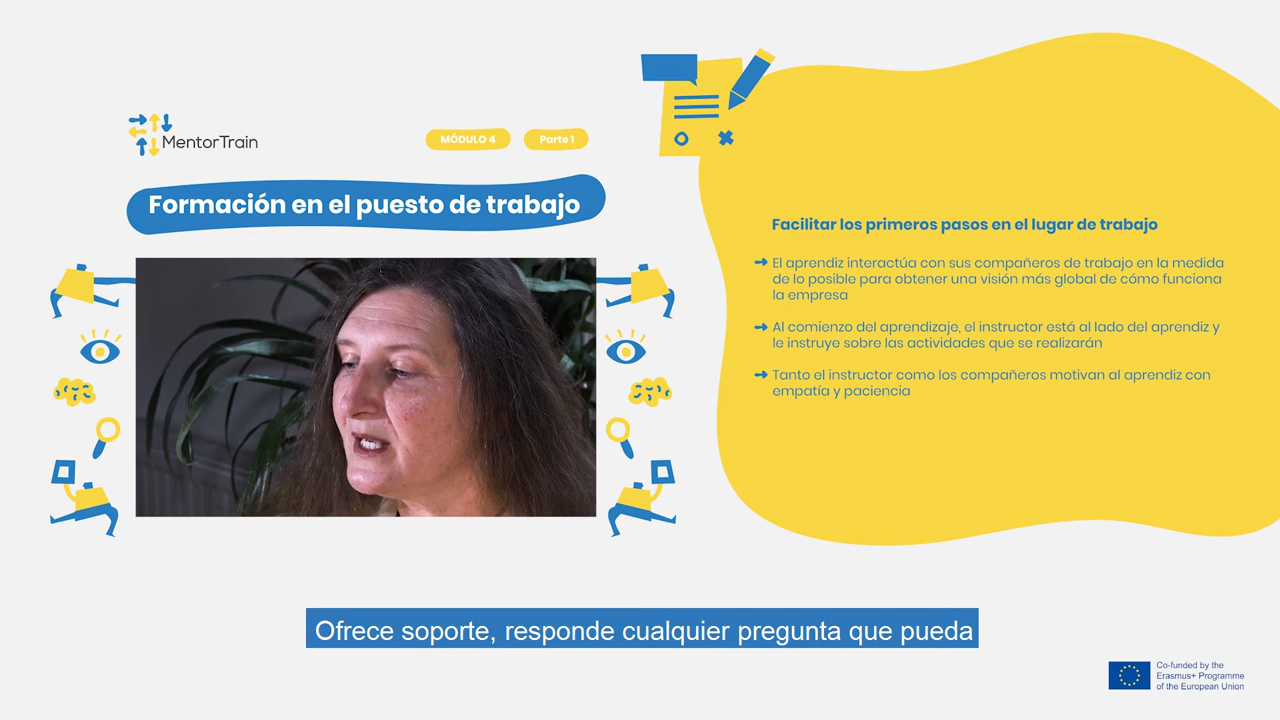 MentorTrain
MÓDULO 4
Parte 1
Formación en el puesto de trabajo
Facilitar los primeros pasos en el lugar de trabajo
El aprendiz interactúa con sus compañeros de trabajo en la medida
de lo posible para obtener una visión más global de cómo funciona
la empresa
Al comienzo del aprendizaje, el instructor está al lado del aprendiz y
le instruye sobre las actividades que se realizarán
Tanto el instructor como los compañeros motivan al aprendiz con
empatía y paciencia
Ofrece soporte, responde cualquier pregunta que pueda
Co-funded by the
Erasmus+ Programme
of the European Union